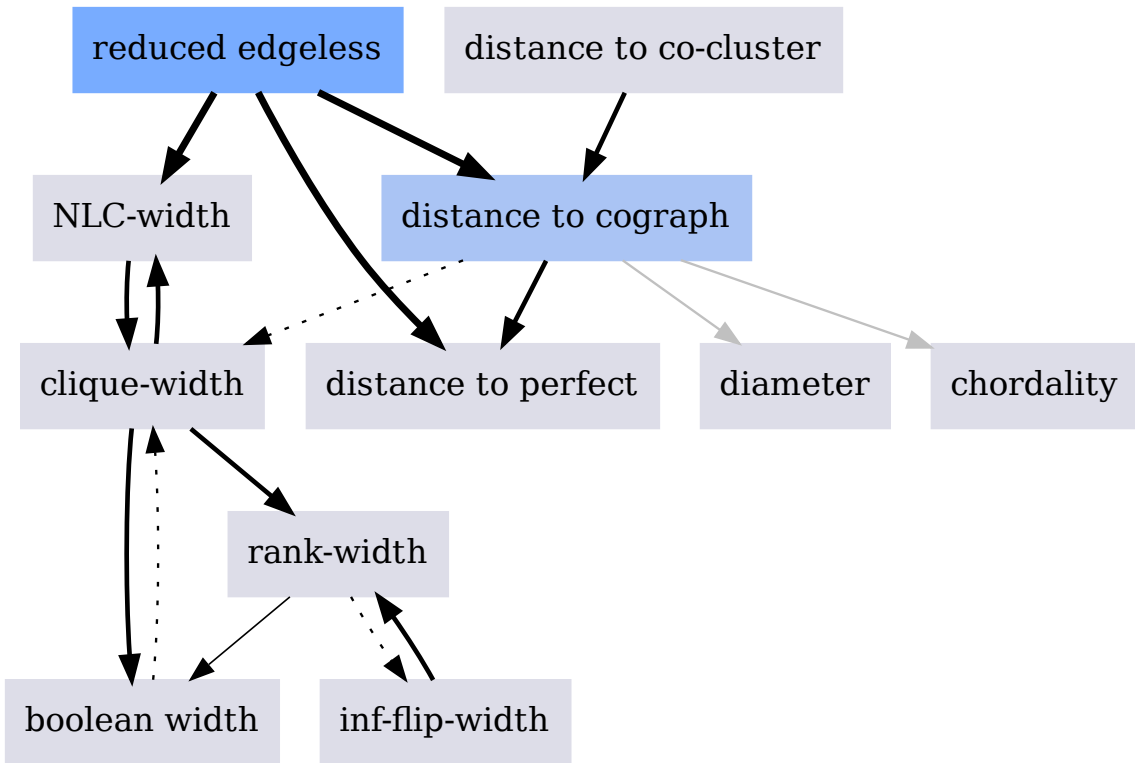 reduced edgeless
distance to co-cluster
NLC-width
distance to cograph
clique-width
distance to perfect
diameter
chordality
rank-width
boolean width
inf-flip-width